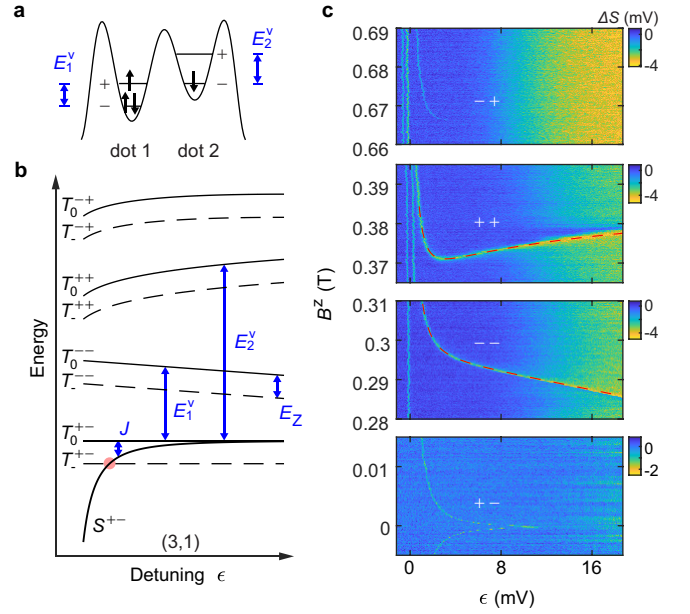 a
E₁ᵛ
E₂ᵛ
+
−
+
−
dot 1
dot 2
b
Energy
T₀⁻⁺
T₋⁻⁺
T₀⁺⁺
T₋⁺⁺
T₀⁻⁻
T₋⁻⁻
T₀⁺⁻
T₋⁺⁻
S⁺⁻
J
E₁ᵛ
E₂ᵛ
E_Z
(3,1)
Detuning ϵ
c
ΔS (mV)
0.69
0.68
0.67
0.66
− +
0
−4
0.39
0.38
0.37
+ +
0
−4
0.31
0.3
0.29
0.28
− −
0
−4
0.01
0
+ −
0
−2
Bᶻ (T)
0
8
16
ϵ (mV)